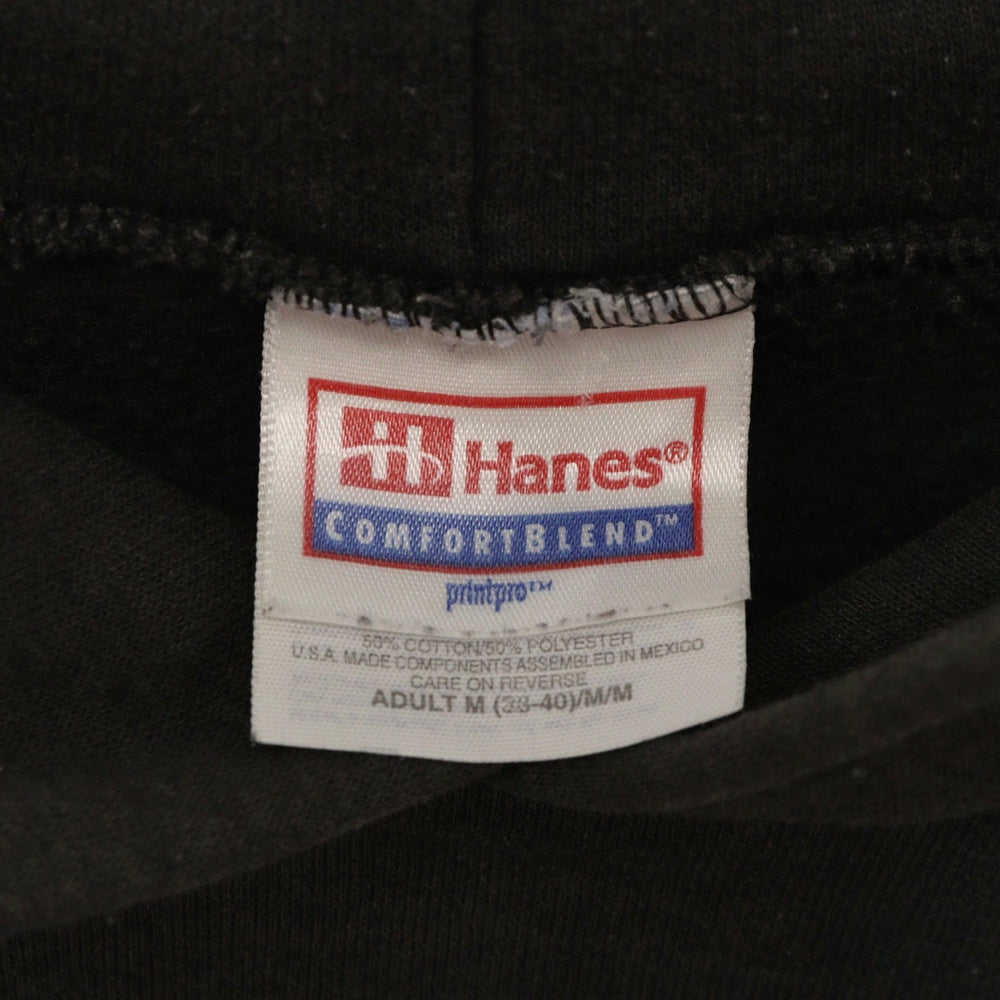 Hanes®
COMFORTBLEND™
printpro™
50% COTTON/50% POLYESTER
U.S.A. MADE COMPONENTS ASSEMBLED IN MEXICO
CARE ON REVERSE
ADULT M (38-40)/M/M